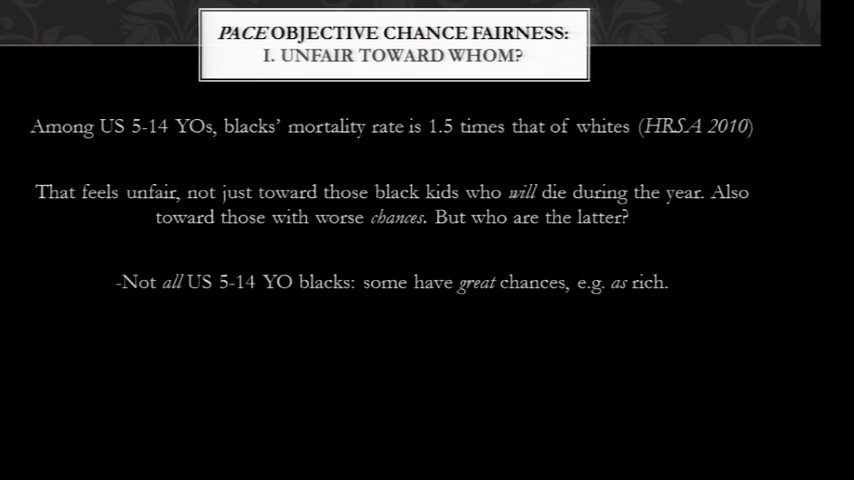 PACE OBJECTIVE CHANCE FAIRNESS:
I. UNFAIR TOWARD WHOM?
Among US 5-14 YOs, blacks' mortality rate is 1.5 times that of whites (HRSA 2010)
That feels unfair, not just toward those black kids who will die during the year. Also
toward those with worse chances. But who are the latter?
-Not all US 5-14 YO blacks: some have great chances, e.g. as rich.